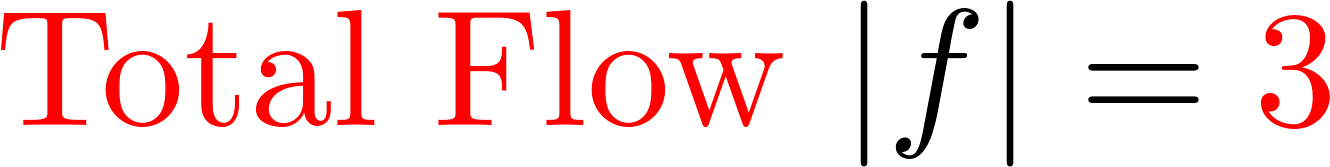 Total Flow |f| = 3